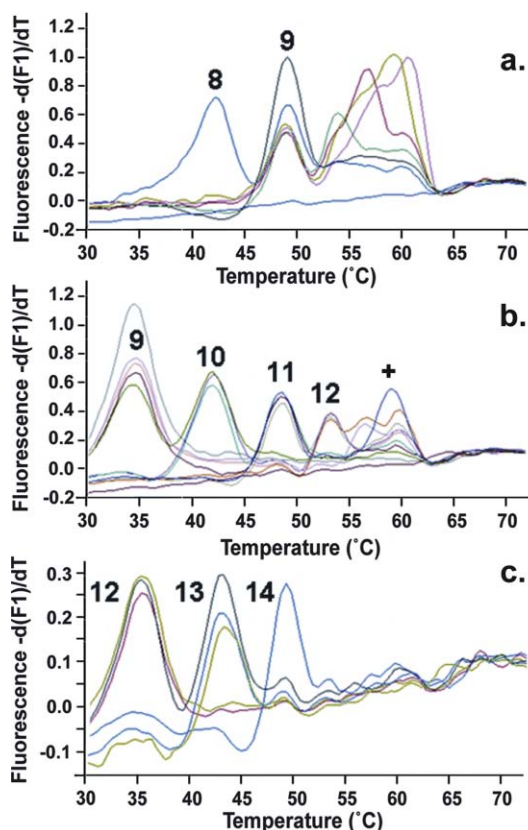 a.
Fluorescence -d(F1)/dT
1.2
1.0
0.8
0.6
0.4
0.2
0.0
-0.2
8
9
30 35 40 45 50 55 60 65 70
Temperature (˚C)
b.
Fluorescence -d(F1)/dT
1.2
1.0
0.8
0.6
0.4
0.2
0.0
-0.2
9
10
11
12
+
30 35 40 45 50 55 60 65 70
Temperature (˚C)
c.
Fluorescence -d(F1)/dT
0.3
0.2
0.1
0.0
-0.1
12 13 14
30 35 40 45 50 55 60 65 70
Temperature (˚C)